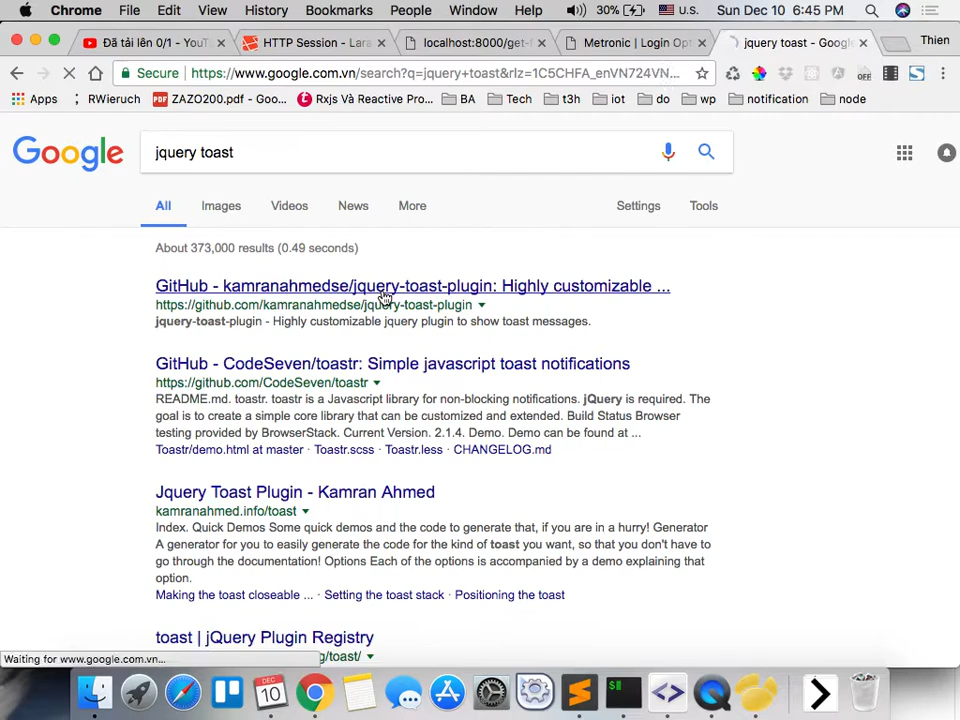 Chrome File Edit View History Bookmarks People Window Help 30% U.S. Sun Dec 10 6:45 PM
Đã tải lên 0/1 - YouT HTTP Session - Lara localhost:8000/get- Metronic | Login Opt jquery toast - Google Thien
Secure https://www.google.com.vn/search?q=jquery+toast&rlz=1C5CHFA_enVN724VN... OFF
Apps RWieruch PDF ZAZO200.pdf - Goo... Rxjs Và Reactive Pro... BA Tech t3h iot do wp notification node
Google jquery toast
All Images Videos News More Settings Tools
About 373,000 results (0.49 seconds)
GitHub - kamranahmedse/jquery-toast-plugin: Highly customizable ...
https://github.com/kamranahmedse/jquery-toast-plugin
jquery-toast-plugin - Highly customizable jquery plugin to show toast messages.
GitHub - CodeSeven/toastr: Simple javascript toast notifications
https://github.com/CodeSeven/toastr
README.md. toastr. toastr is a Javascript library for non-blocking notifications. jQuery is required. The
goal is to create a simple core library that can be customized and extended. Build Status Browser
testing provided by BrowserStack. Current Version. 2.1.4. Demo. Demo can be found at ...
Toastr/demo.html at master · Toastr.scss · Toastr.less · CHANGELOG.md
Jquery Toast Plugin - Kamran Ahmed
kamranahmed.info/toast
Index. Quick Demos Some quick demos and the code to generate that, if you are in a hurry! Generator
A generator for you to easily generate the code for the kind of toast you want, so that you don't have to
go through the documentation! Options Each of the options is accompanied by a demo explaining that
option.
Making the toast closeable ... · Setting the toast stack · Positioning the toast
toast | jQuery Plugin Registry
Waiting for www.google.com.vn... g/toast/
DEC
10